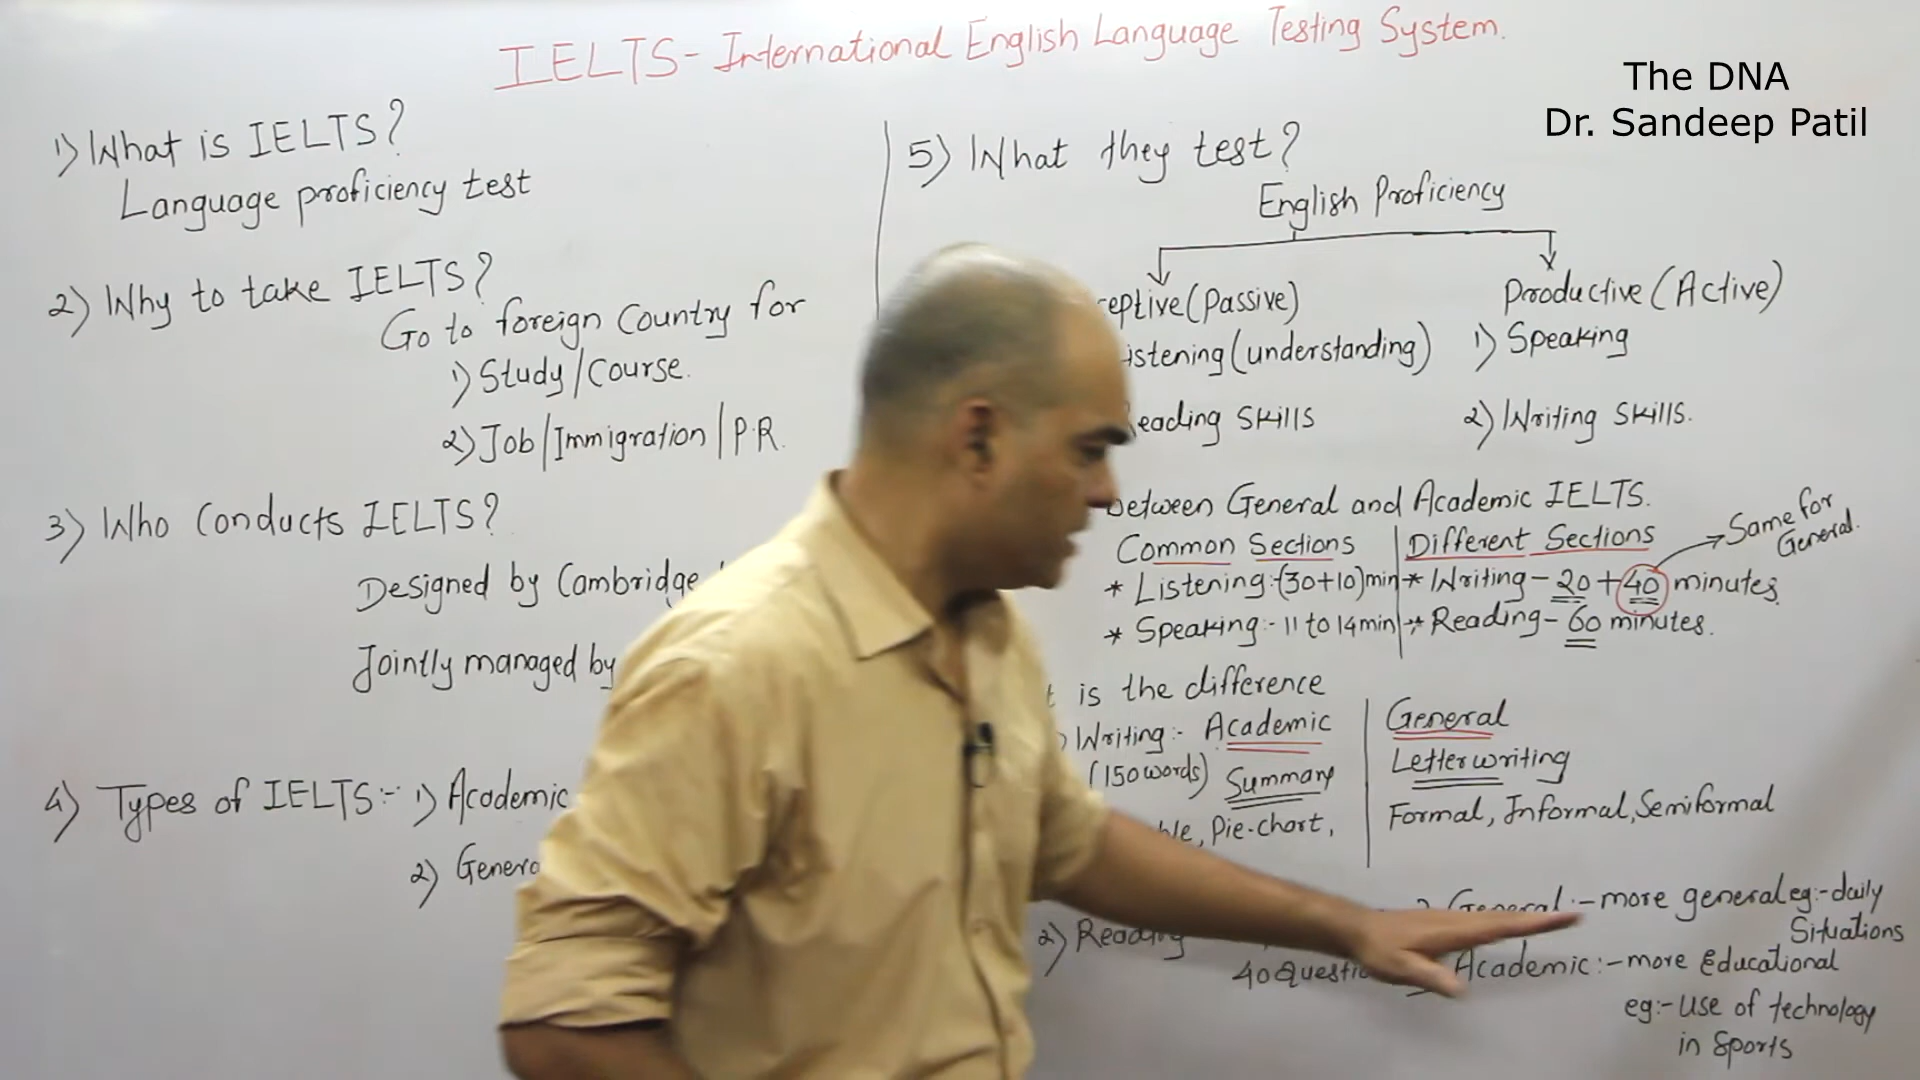 IELTS - International English Language Testing System.
The DNA
Dr. Sandeep Patil
1) What is IELTS?
Language proficiency test
2) Why to take IELTS?
Go to foreign Country for
1) Study/Course.
2) Job/Immigration/P.R.
3) Who Conducts IELTS?
Designed by Cambridge
Jointly managed by
4) Types of IELTS:- 1) Academic
2) Genera
5) What they test?
English Proficiency
eptive (Passive)
Productive (Active)
istening (understanding)
1) Speaking
eading Skills
2) Writing Skills.
between General and Academic IELTS.
Common Sections
Different Sections
Same for
General.
* Listening:- (30+10) min
* Writing - 20 + 40 minutes.
* Speaking:- 11 to 14 min
* Reading - 60 minutes.
is the difference
Writing:- Academic
General
(150 words) Summary
Letter writing
Pie-chart,
Formal, Informal, Semiformal
2) Reading
40 Questio
General:- more general eg:- daily
Situations
Academic:- more Educational
eg:- Use of technology
in Sports